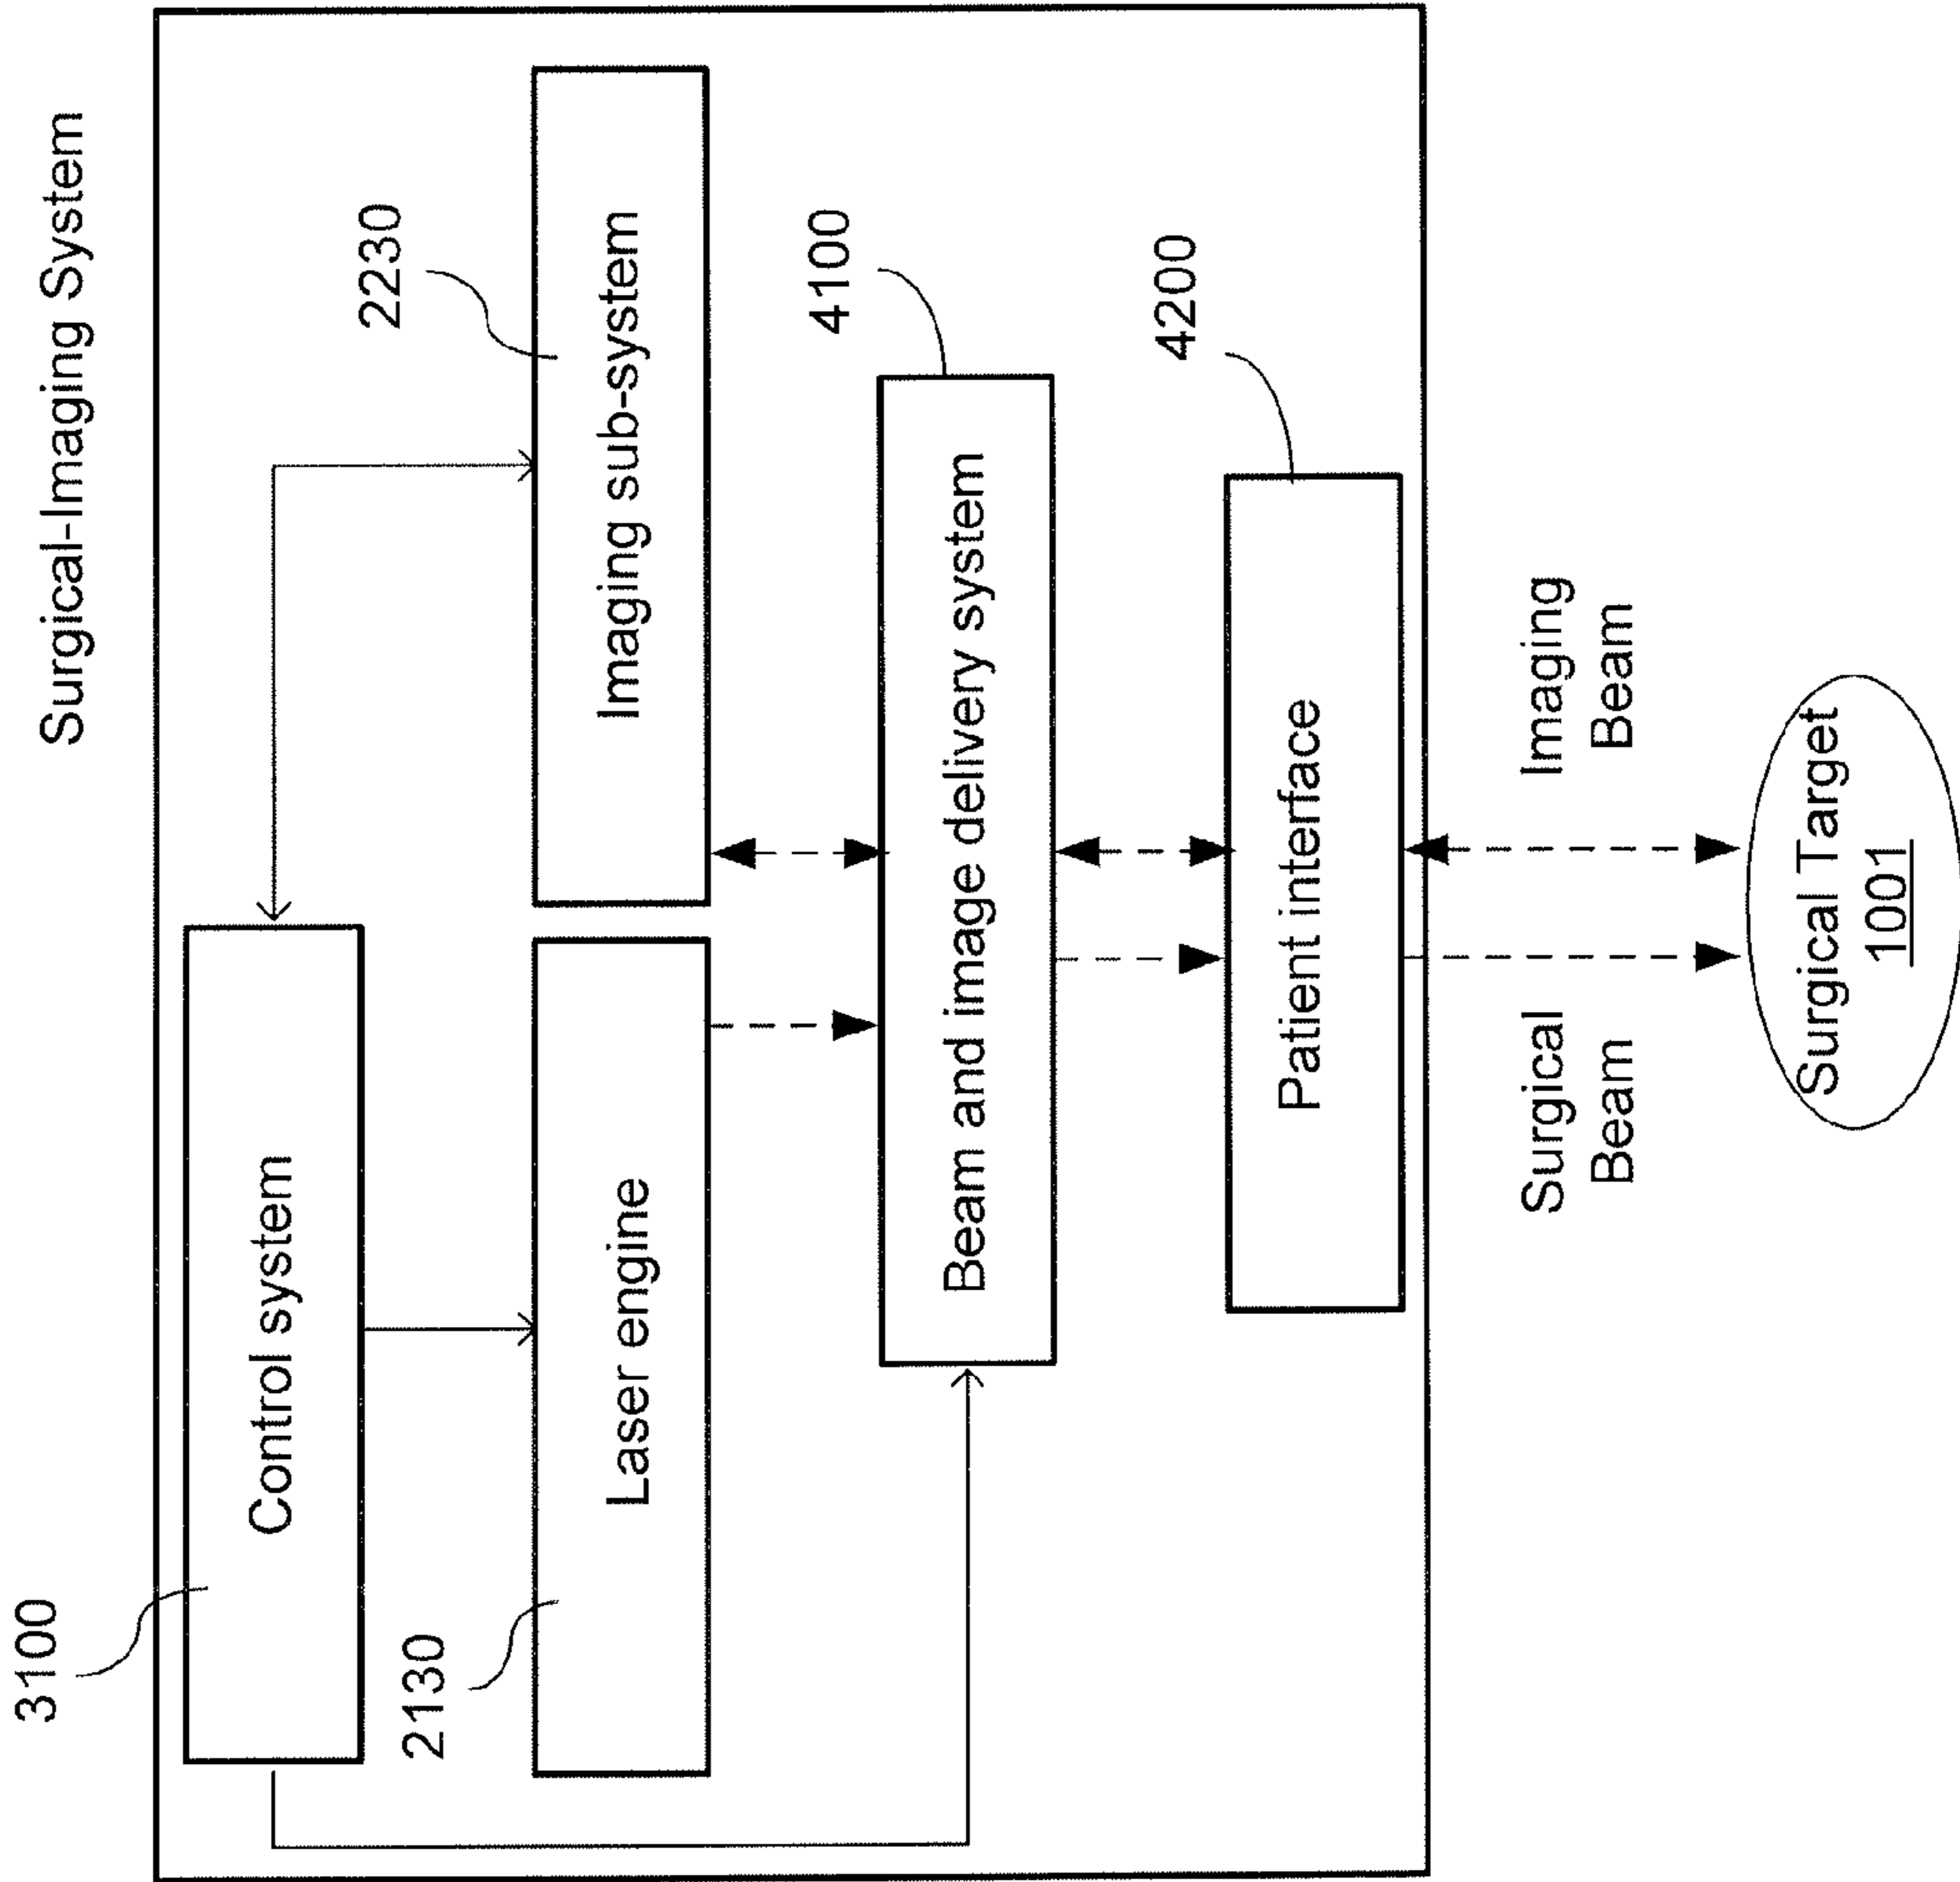 Surgical-Imaging System
3100
Control system
2130
Laser engine
2230
Imaging sub-system
4100
Beam and image delivery system
4200
Patient interface
Surgical
Beam
Imaging
Beam
Surgical Target
1001